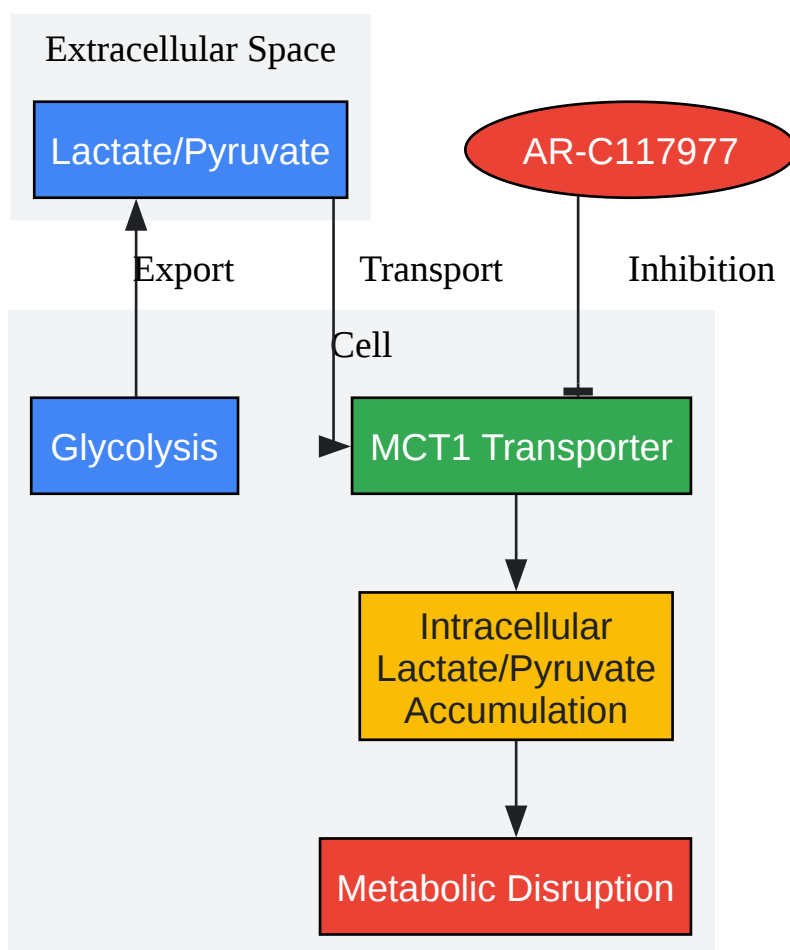 Extracellular Space
Lactate/Pyruvate
AR-C117977
Export
Transport
Inhibition
Cell
Glycolysis
MCT1 Transporter
Intracellular
Lactate/Pyruvate
Accumulation
Metabolic Disruption